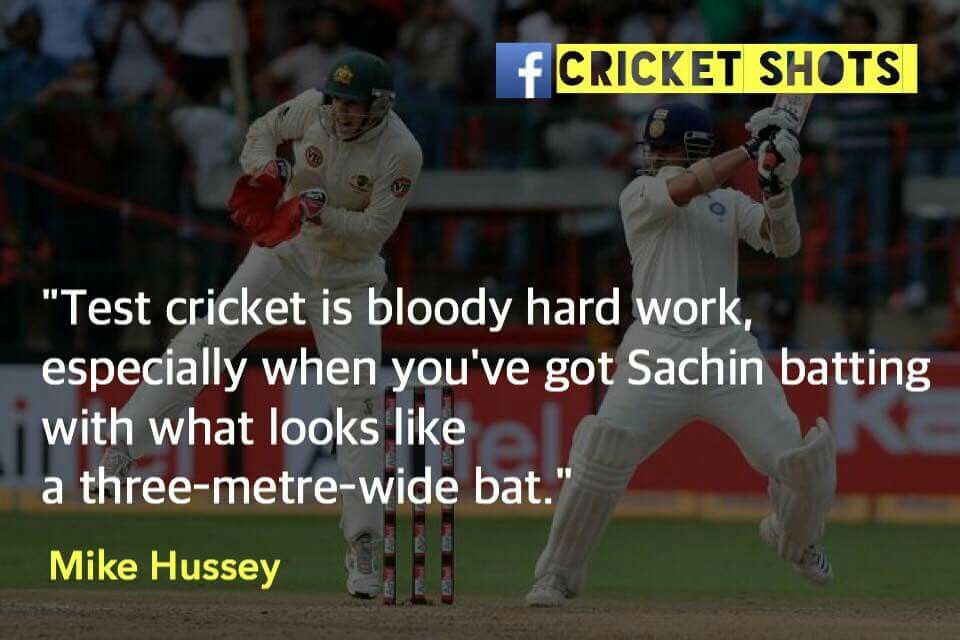 f CRICKET SHOTS
"Test cricket is bloody hard work,
especially when you've got Sachin batting
with what looks like
a three-metre-wide bat."
Mike Hussey